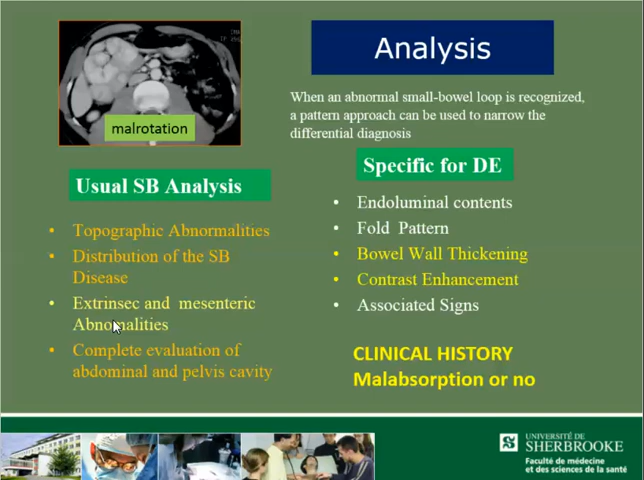 Analysis
malrotation
When an abnormal small-bowel loop is recognized,
a pattern approach can be used to narrow the
differential diagnosis
Usual SB Analysis
• Topographic Abnormalities
• Distribution of the SB
Disease
• Extrinsec and mesenteric
Abnomalities
• Complete evaluation of
abdominal and pelvis cavity
Specific for DE
• Endoluminal contents
• Fold Pattern
• Bowel Wall Thickening
• Contrast Enhancement
• Associated Signs
CLINICAL HISTORY
Malabsorption or no
S
UNIVERSITÉ DE
SHERBROOKE
Faculté de médecine
et des sciences de la santé